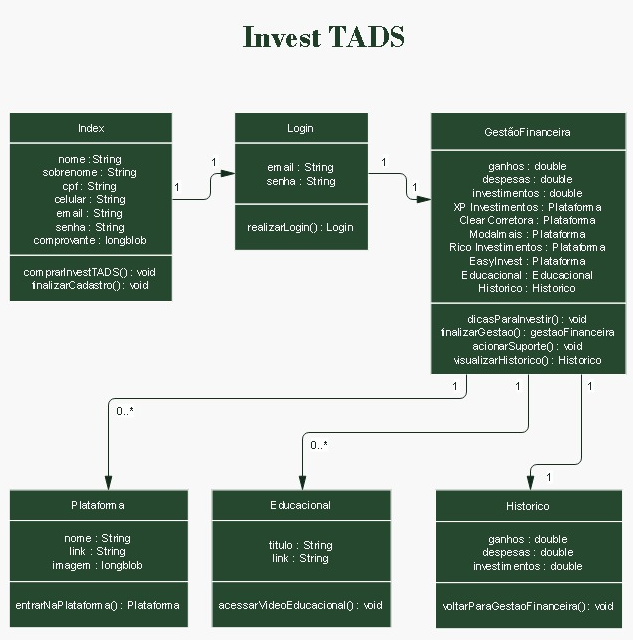 Invest TADS
Index
nome : String
sobrenome : String
cpf : String
celular : String
email : String
senha : String
comprovante : longblob
comprarInvestTADS() : void
finalizarCadastro() : void
1
1
Login
email : String
senha : String
realizarLogin() : Login
1
1
GestãoFinanceira
ganhos : double
despesas : double
investimentos : double
XP Investimentos : Plataforma
Clear Corretora : Plataforma
Modalmais : Plataforma
Rico Investimentos : Plataforma
EasyInvest : Plataforma
Educacional : Educacional
Historico : Historico
dicasParaInvestir() : void
finalizarGestao() : gestaoFinanceira
acionarSuporte() : void
visualizarHistorico() : Historico
1
1
1
0..*
0..*
1
Plataforma
nome : String
link : String
imagem : longblob
entrarNaPlataforma() : Plataforma
Educacional
titulo : String
link : String
acessarVideoEducacional() : void
Historico
ganhos : double
despesas : double
investimentos : double
voltarParaGestaoFinanceira() : void